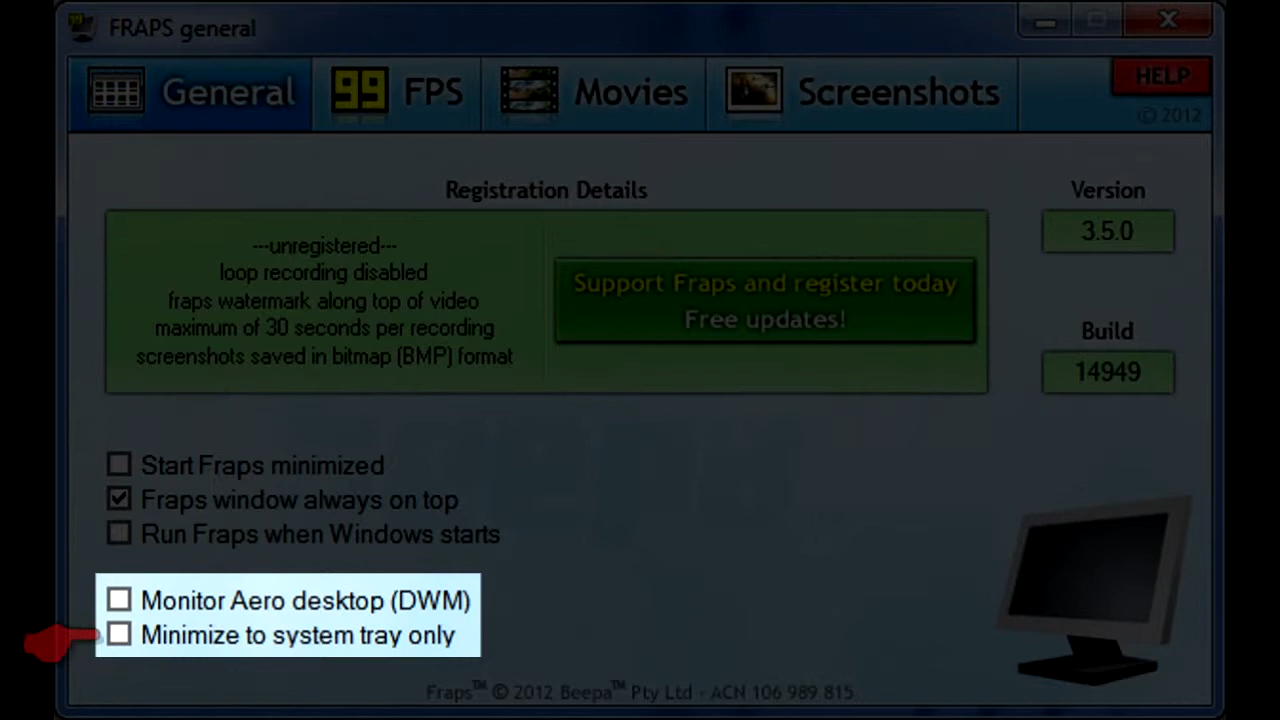 FRAPS general
General
99 FPS
Movies
Screenshots
HELP
© 2012
Registration Details
---unregistered---
loop recording disabled
fraps watermark along top of video
maximum of 30 seconds per recording
screenshots saved in bitmap (BMP) format
Support Fraps and register today
Free updates!
Version
3.5.0
Build
14949
Start Fraps minimized
Fraps window always on top
Run Fraps when Windows starts
Monitor Aero desktop (DWM)
Minimize to system tray only
Fraps™ © 2012 Beepa™ Pty Ltd - ACN 106 989 815